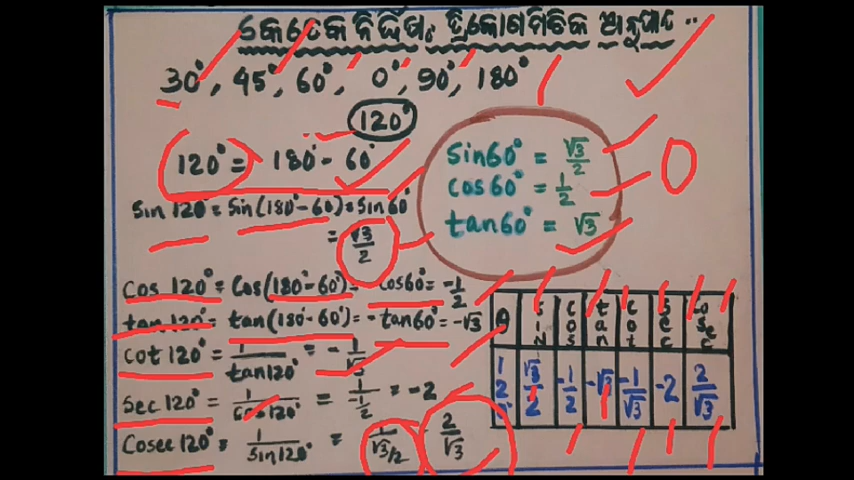 କେତେକ ନିର୍ଦ୍ଦିଷ୍ଟ ତ୍ରିକୋଣମିତିକ ଅନୁପାତ..
30°, 45°, 60°, 0°, 90°, 180°
120°
120° = 180° - 60°
sin60° = √3/2
cos60° = 1/2
tan60° = √3
Sin 120° = Sin(180°-60°) = Sin 60°
= √3/2
Cos 120° = Cos(180°-60°) = cos60° = -1/2
tan 120° = tan(180°-60°) = -tan60° = -√3
Cot 120° = 1/tan120° = -1/√3
Sec 120° = 1/Cos120° = 1/-1/2 = -2
Cosec 120° = 1/Sin120° = 1/√3/2 2/√3
θ SIN Cos tan Cot Sec Cosec
120° √3/2 -1/2 -√3 -1/√3 -2 2/√3